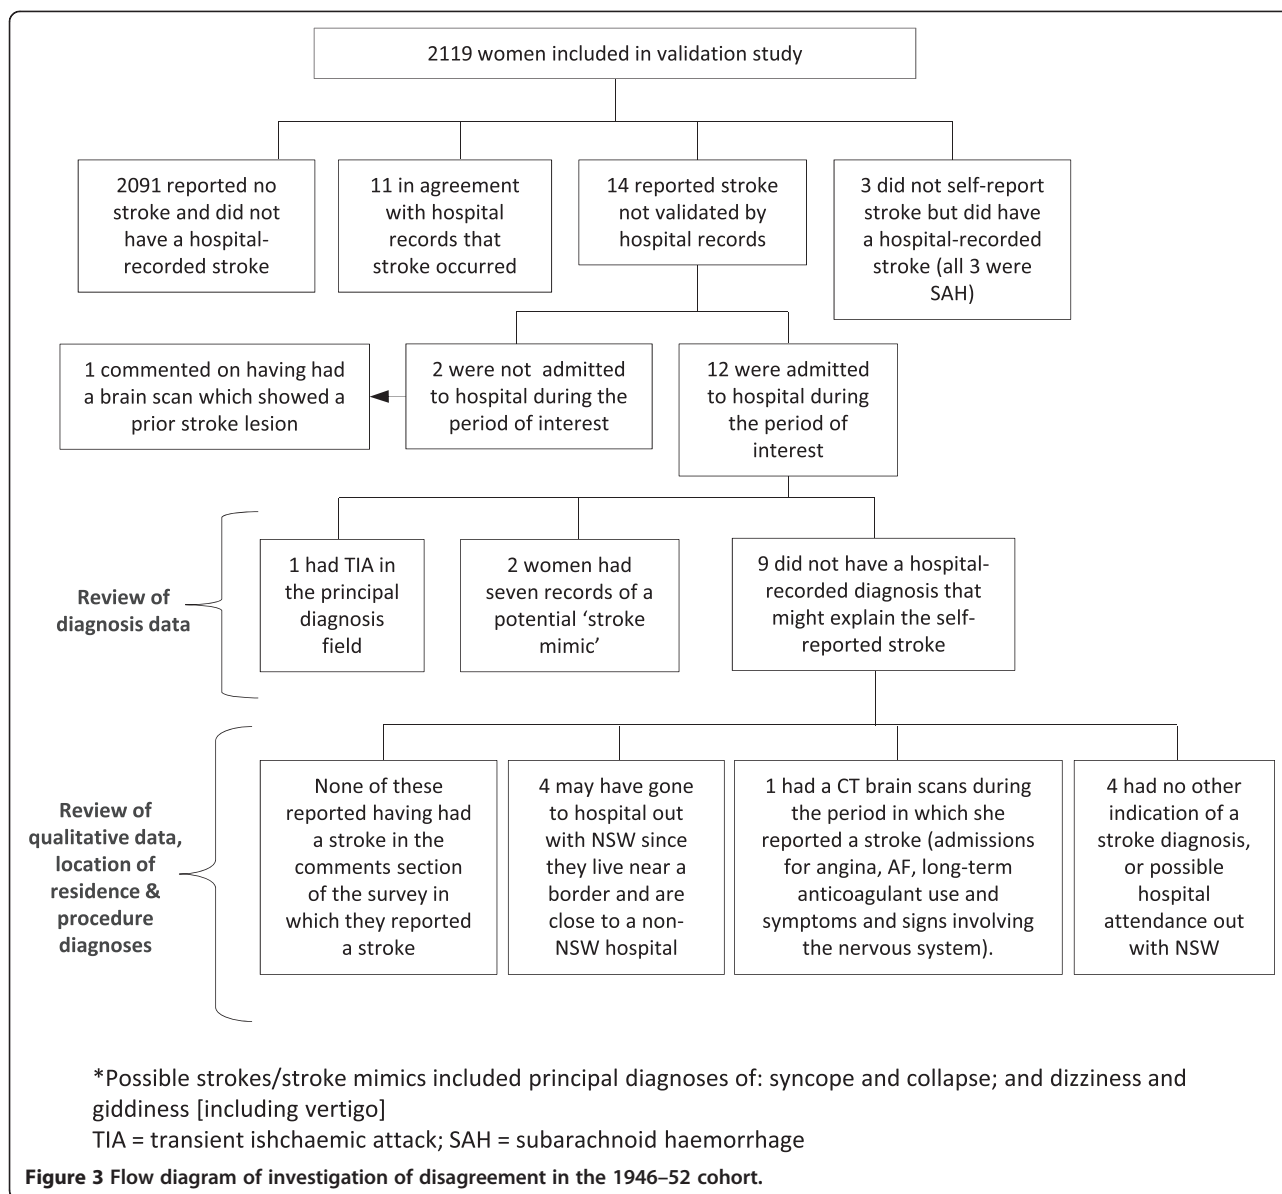 2119 women included in validation study
2091 reported no
stroke and did not
have a hospital-
recorded stroke
11 in agreement
with hospital
records that
stroke occurred
14 reported stroke
not validated by
hospital records
3 did not self-report
stroke but did have
a hospital-recorded
stroke (all 3 were
SAH)
1 commented on having had
a brain scan which showed a
prior stroke lesion
2 were not admitted
to hospital during the
period of interest
12 were admitted
to hospital during
the period of
interest
Review of
diagnosis data
1 had TIA in
the principal
diagnosis
field
2 women had
seven records of a
potential ‘stroke
mimic’
9 did not have a hospital-
recorded diagnosis that
might explain the self-
reported stroke
Review of
qualitative data,
location of
residence &
procedure
diagnoses
None of these
reported having had
a stroke in the
comments section
of the survey in
which they reported
a stroke
4 may have gone
to hospital out
with NSW since
they live near a
border and are
close to a non-
NSW hospital
1 had a CT brain scans during
the period in which she
reported a stroke (admissions
for angina, AF, long-term
anticoagulant use and
symptoms and signs involving
the nervous system).
4 had no other
indication of a
stroke diagnosis,
or possible
hospital
attendance out
with NSW
*Possible strokes/stroke mimics included principal diagnoses of: syncope and collapse; and dizziness and
giddiness [including vertigo]
TIA = transient ishchaemic attack; SAH = subarachnoid haemorrhage
Figure 3 Flow diagram of investigation of disagreement in the 1946–52 cohort.